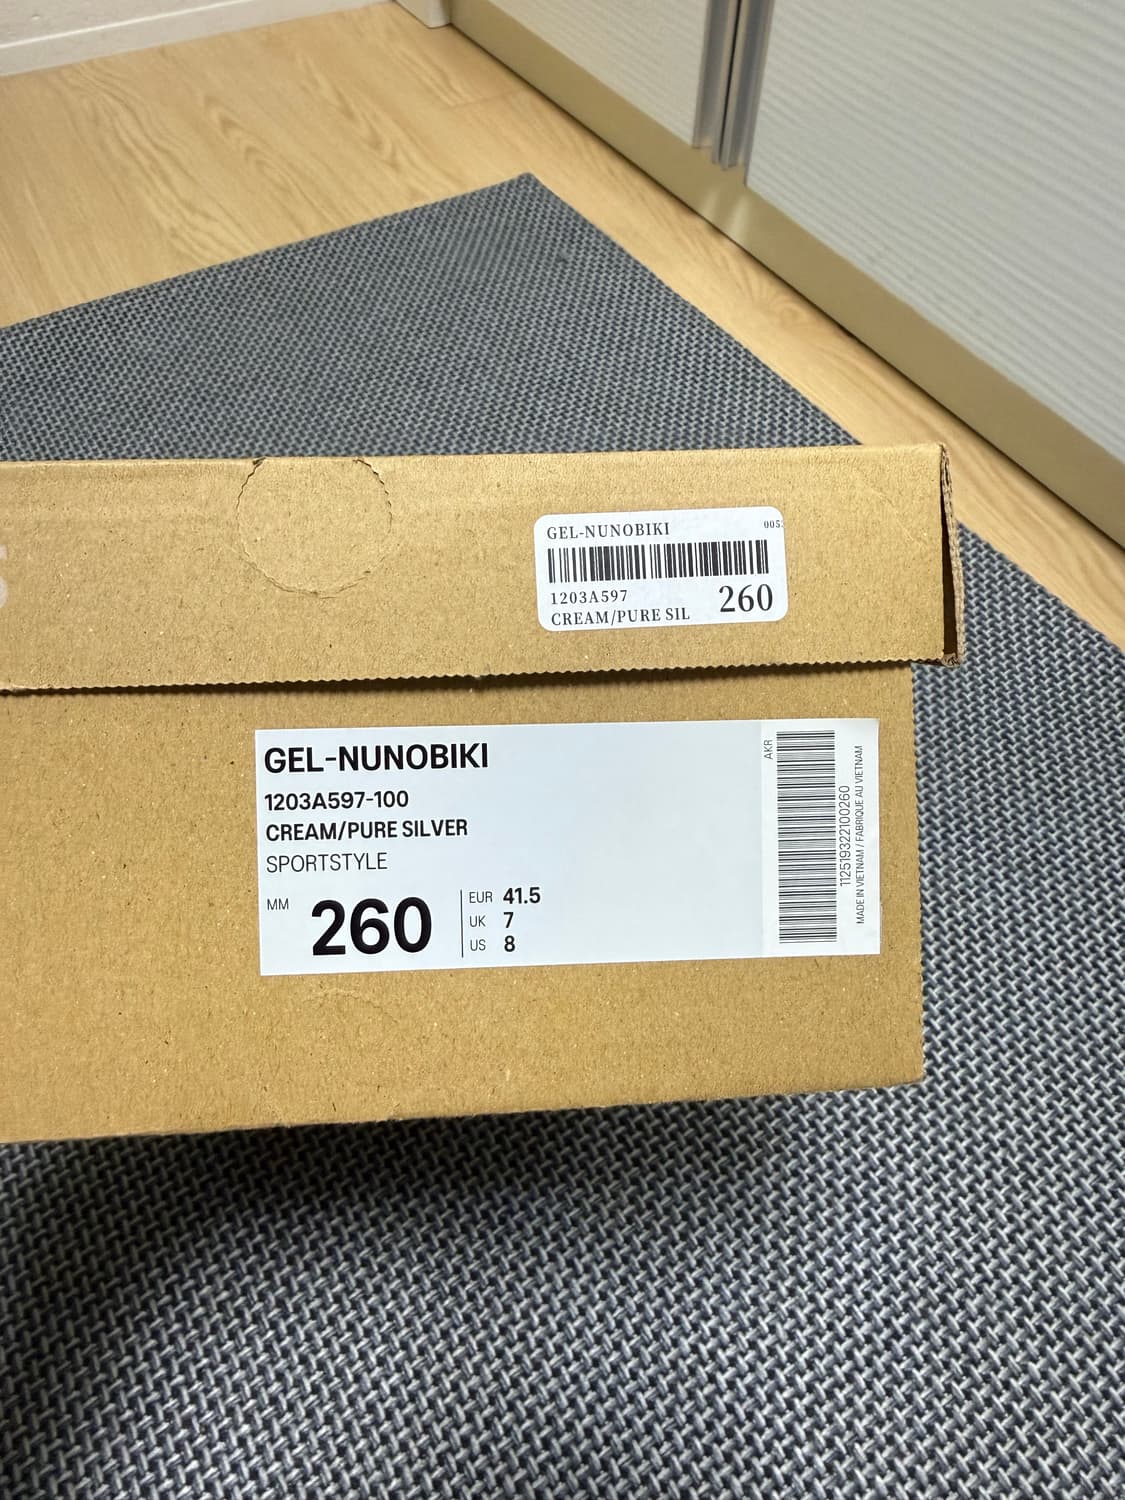 GEL-NUNOBIKI
1203A597
CREAM/PURE SIL
260
GEL-NUNOBIKI
1203A597-100
CREAM/PURE SILVER
SPORTSTYLE
MM 260
EUR 41.5
UK 7
US 8
AKR
112519322100260
MADE IN VIETNAM / FABRIQUE AU VIETNAM